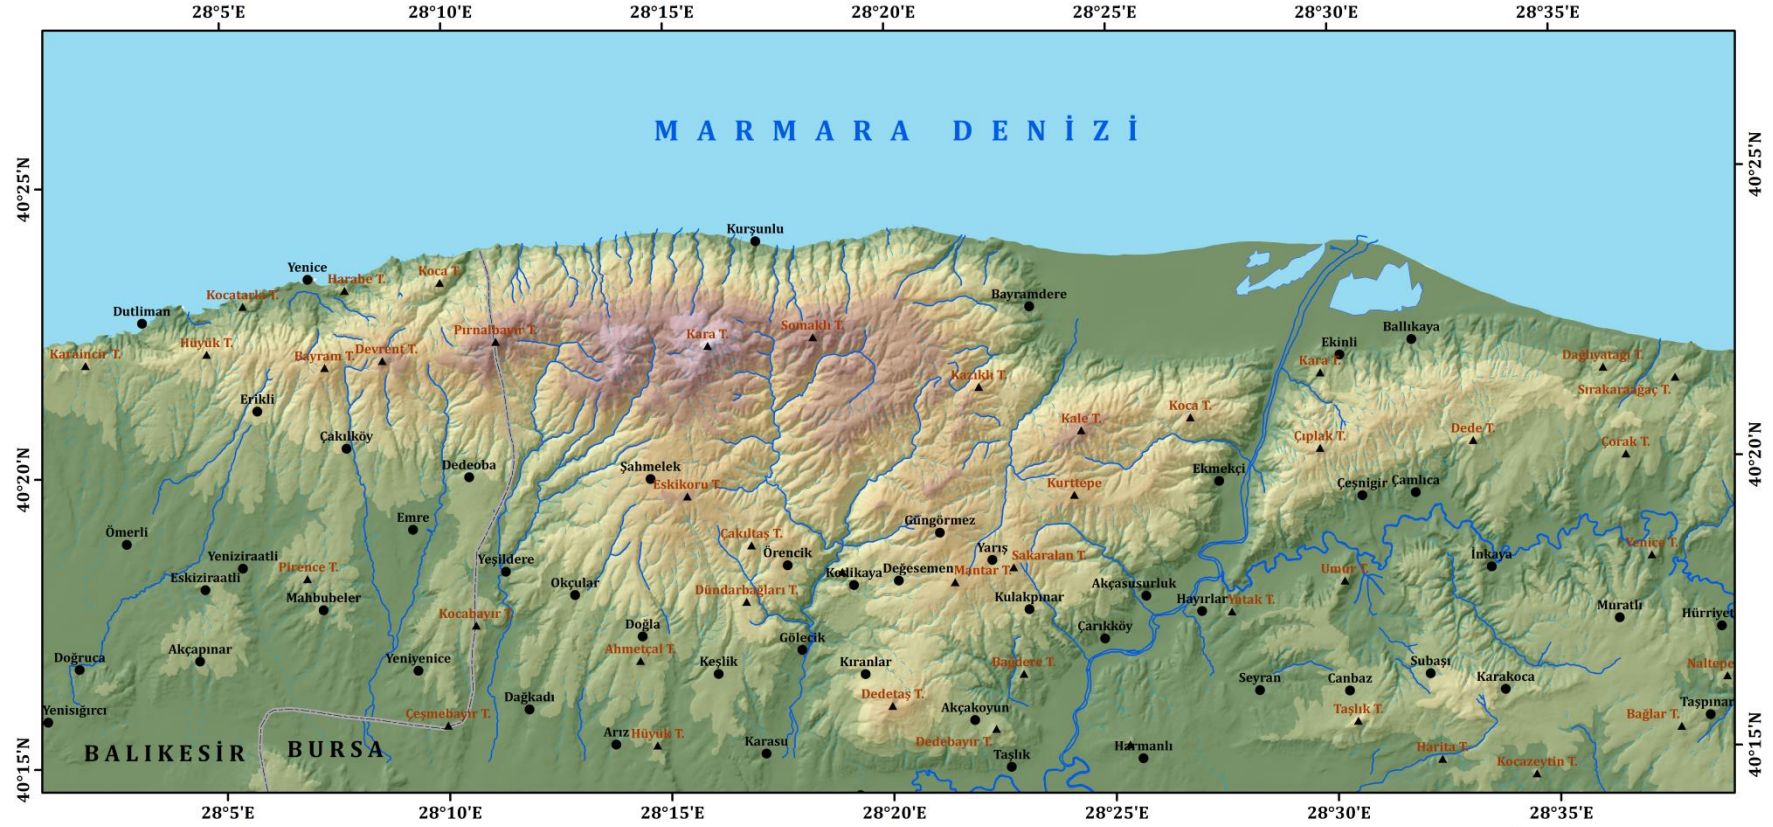 28°5'E 28°10'E 28°15'E 28°20'E 28°25'E 28°30'E 28°35'E
MARMARA DENİZİ
40°25'N
40°25'N
Kurşunlu
Yenice
Harahe T.
Koca T.
Kocatarla T.
Bayramdere
Dutliman
Pırnalbayır T.
Kara T.
Somaklı T.
Ballıkaya
Ekinli
Hüyük T.
Karaincir T.
Bayram T.
Devrent T.
Kara T.
Dağlıyatağı T.
Kazıklı T.
Sırakaraağaç T.
Erikli
Koca T.
Kale T.
Çakılköy
Çıplak T.
Dede T.
Çorak T.
40°20'N
40°20'N
Dedeoba
Şahmelek
Eskikoru T.
Kurttepe
Ekmekçi
Çeşnigir
Çamlıca
Emre
Güngörmez
Ömerli
Çakıltaş T.
Örencik
Yarış
Sakaralan T.
İnkaya
Yenice T.
Yeniziraatli
Yeşildere
Pirence T.
Eskiziraatli
Okçular
Kotlikaya
Değesemen
Mantar T.
Umur T.
Mahbubeler
Dündarbağları T.
Kulakpınar
Akçasusurluk
Hayırlar
Yatak T.
Kocabayır T.
Muratlı
Hürriyet
Doğla
Çarıkköy
Gölecik
Ahmetçal T.
Akçapınar
Doğruca
Yeniyenice
Keşlik
Kıranlar
Bağdere T.
Subaşı
Naltepe
Seyran
Canbaz
Karakoca
Dağkadı
Dedetaş T.
Akçakoyun
Taşlık T.
Taşpınar
Yenisığırcı
Çeşmebayır T.
Bağlar T.
Arız
Hüyük T.
Karasu
Dedebayır T.
Taşlık
Harmanlı
Harita T.
Kocazeytin T.
BALIKESİR
BURSA
40°15'N
40°15'N
28°5'E 28°10'E 28°15'E 28°20'E 28°25'E 28°30'E 28°35'E